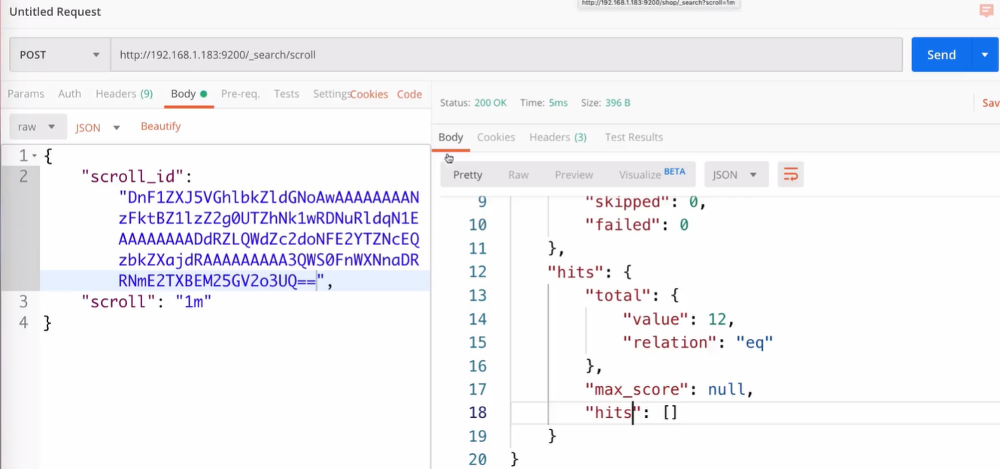 http://192.168.1.183:9200/shop/_search?scroll=1m
Untitled Request
POST
http://192.168.1.183:9200/_search/scroll
Send
Params Auth Headers (9) Body Pre-req. Tests Settings Cookies Code
raw JSON Beautify
1 {
2 "scroll_id":
"DnF1ZXJ5VGhlbkZldGNoAwAAAAAAAAN
zFktBZ1lzZ2g0UTZhNk1wRDNuRldqN1E
AAAAAAAADdRZLQWdZc2doNFE2YTZNcEQ
zbkZXajdRAAAAAAAAA3QWS0FnWXNnaDR
RNmE2TXBEM25GV2o3UQ==",
3 "scroll": "1m"
4 }
Status: 200 OK Time: 5ms Size: 396 B Sav
Body Cookies Headers (3) Test Results
Pretty Raw Preview Visualize BETA JSON
9 "skipped": 0,
10 "failed": 0
11 },
12 "hits": {
13 "total": {
14 "value": 12,
15 "relation": "eq"
16 },
17 "max_score": null,
18 "hits": []
19 }
20 }